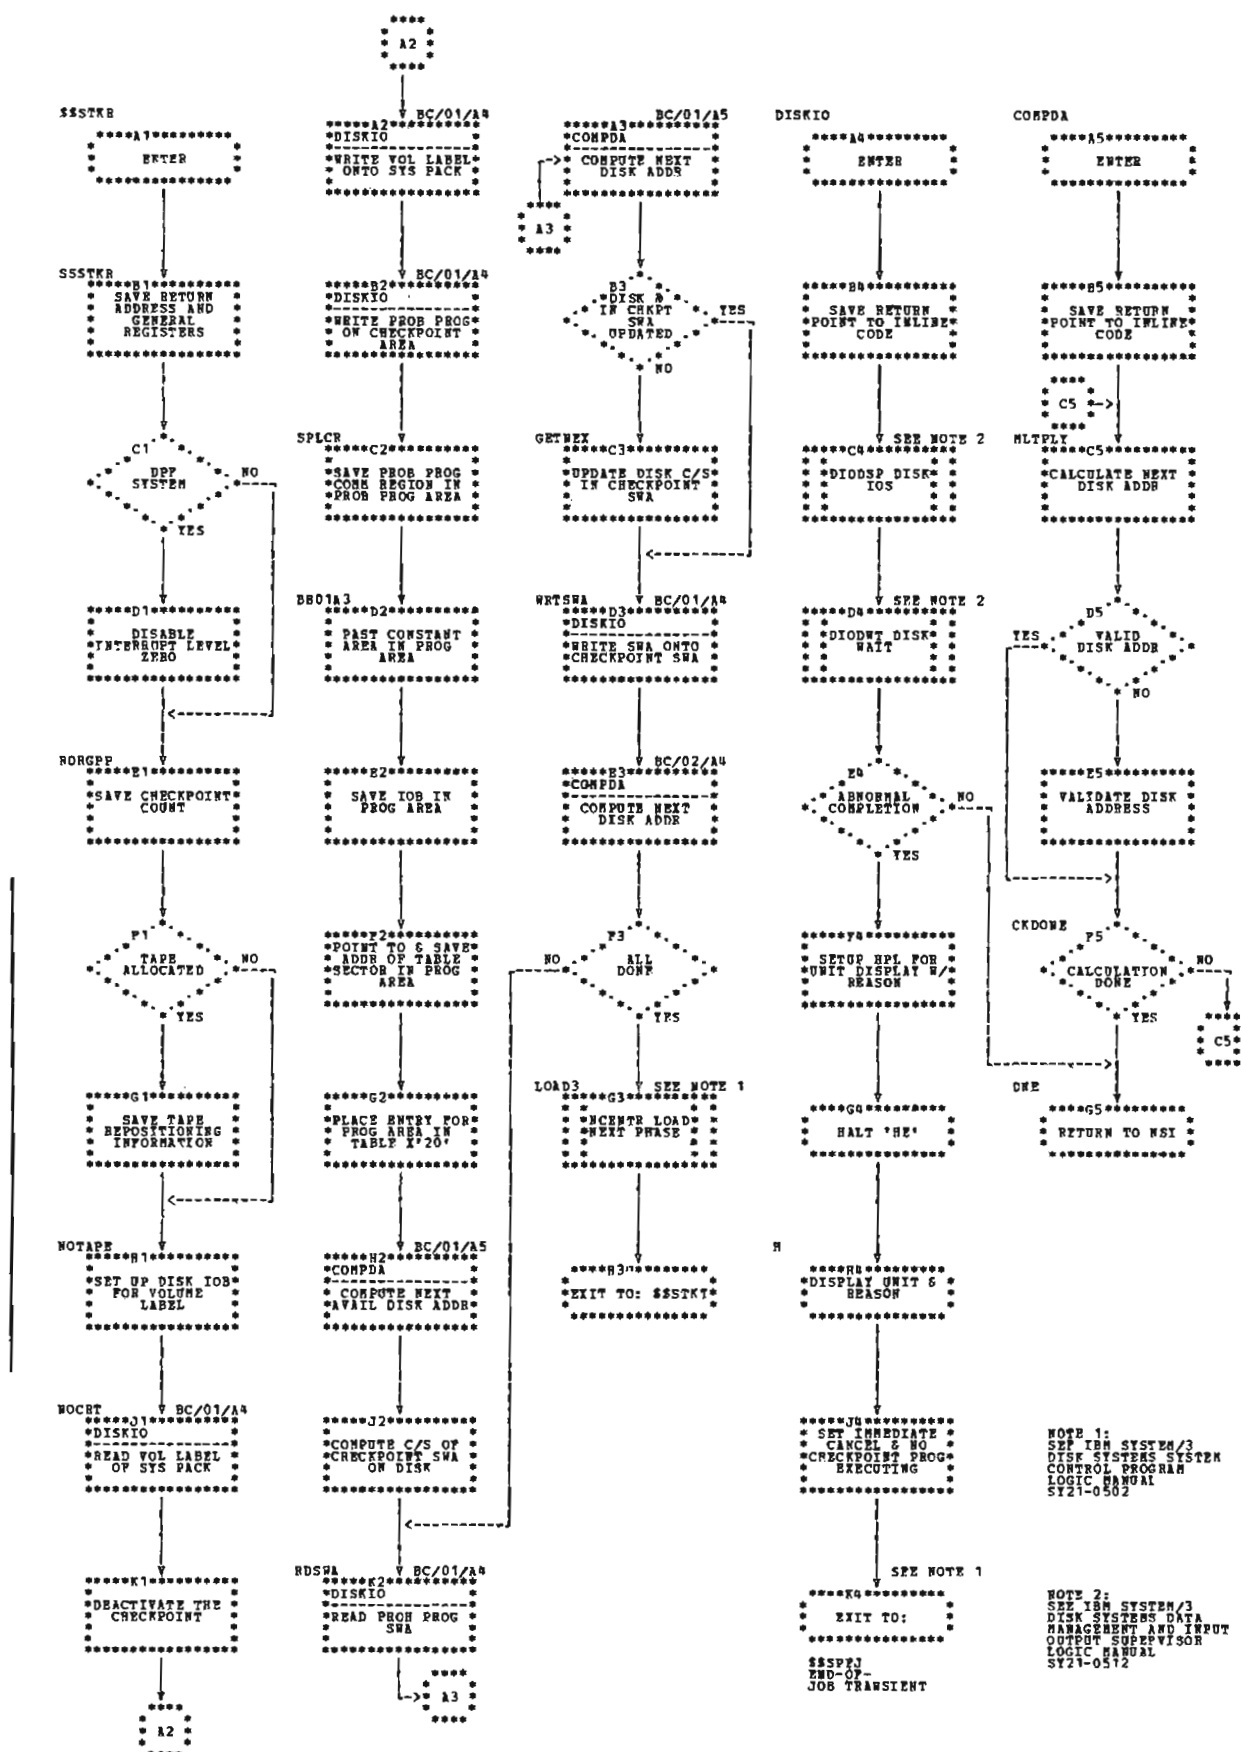 A2
$$STKR
A1
ENTER
SSSTKR
B1
SAVE RETURN
ADDRESS AND
GENERAL
REGISTERS
C1
DPF
SYSTEM
NO
YES
D1
DISABLE
INTERRUPT LEVEL
ZERO
RORGPP
E1
SAVE CHECKPOINT
COUNT
F1
TAPE
ALLOCATED
NO
YES
G1
SAVE TAPE
REPOSITIONING
INFORMATION
NOTAPE
H1
SET UP DISK IOB
FOR VOLUME
LABEL
NOCRT
BC/01/A4
J1
DISKIO
READ VOL LABEL
OF SYS PACK
K1
DEACTIVATE THE
CHECKPOINT
A2
BC/01/A4
A2
DISKIO
WRITE VOL LABEL
ONTO SYS PACK
BC/01/A4
B2
DISKIO
WRITE PROB PROG
ON CHECKPOINT
AREA
SPLCR
C2
SAVE PROB PROG
COMM REGION IN
PROB PROG AREA
BB01A3
D2
PAST CONSTANT
AREA IN PROG
AREA
E2
SAVE IOB IN
PROG AREA
F2
POINT TO & SAVE
ADDR OF TABLE
SECTOR IN PROG
AREA
G2
PLACE ENTRY FOR
PROG AREA IN
TABLE X'20'
BC/01/A5
H2
COMPDA
COMPUTE NEXT
AVAIL DISK ADDR
J2
COMPUTE C/S OF
CHECKPOINT SWA
ON DISK
RDSWA
BC/01/A4
K2
DISKIO
READ PROB PROG
SWA
A3
BC/01/A5
A3
COMPDA
COMPUTE NEXT
DISK ADDR
A3
B3
DISK @
IN CHKPT
SWA
UPDATED
YES
NO
GETNEX
C3
UPDATE DISK C/S
IN CHECKPOINT
SWA
WRTSWA
BC/01/A4
D3
DISKIO
WRITE SWA ONTO
CHECKPOINT SWA
BC/02/A4
E3
COMPDA
COMPUTE NEXT
DISK ADDR
F3
ALL
DONE
NO
YES
LOAD3
SEE NOTE 1
G3
NCENTR LOAD
NEXT PHASE
H3
EXIT TO: $$STKT
DISKIO
A4
ENTER
B4
SAVE RETURN
POINT TO INLINE
CODE
SEE NOTE 2
C4
DIODSP DISK
IOS
SEE NOTE 2
D4
DIODWT DISK
WAIT
E4
ABNORMAL
COMPLETION
NO
YES
F4
SETUP HPL FOR
UNIT DISPLAY W/
REASON
G4
HALT 'HE'
M
H4
DISPLAY UNIT &
REASON
J4
SET IMMEDIATE
CANCEL & NO
CHECKPOINT PROG
EXECUTING
SEE NOTE 1
K4
EXIT TO:
$$SPEJ
END-OF-
JOB TRANSIENT
COMPDA
A5
ENTER
B5
SAVE RETURN
POINT TO INLINE
CODE
C5
MLTPLY
C5
CALCULATE NEXT
DISK ADDR
D5
VALID
DISK ADDR
YES
NO
E5
VALIDATE DISK
ADDRESS
CKDONE
F5
CALCULATION
DONE
NO
YES
C5
DNE
G5
RETURN TO NSI
NOTE 1:
SEE IBM SYSTEM/3
DISK SYSTEMS SYSTEM
CONTROL PROGRAM
LOGIC MANUAL
SY21-0502
NOTE 2:
SEE IBM SYSTEM/3
DISK SYSTEMS DATA
MANAGEMENT AND INPUT
OUTPUT SUPERVISOR
LOGIC MANUAL
SY21-0512